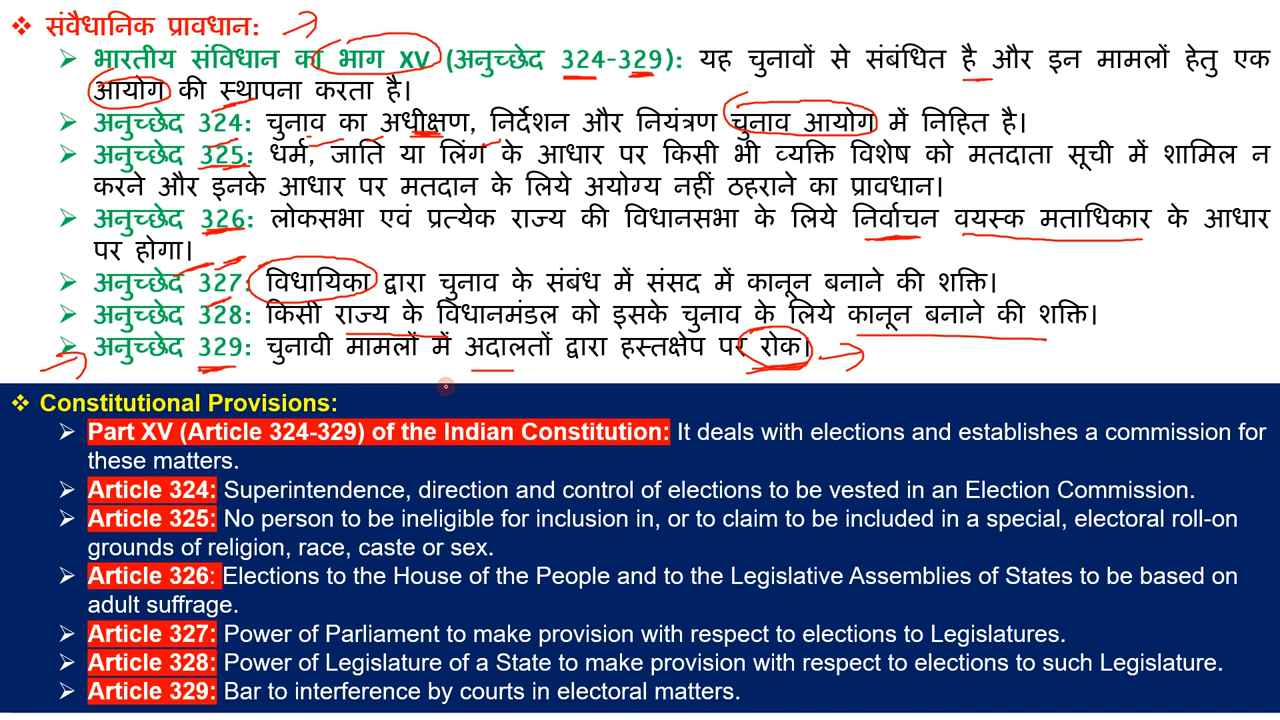 ❖ संवैधानिक प्रावधान:
➢ भारतीय संविधान का भाग XV (अनुच्छेद 324-329): यह चुनावों से संबंधित है और इन मामलों हेतु एक
आयोग की स्थापना करता है।
➢ अनुच्छेद 324: चुनाव का अधीक्षण, निर्देशन और नियंत्रण चुनाव आयोग में निहित है।
➢ अनुच्छेद 325: धर्म, जाति या लिंग के आधार पर किसी भी व्यक्ति विशेष को मतदाता सूची में शामिल न
करने और इनके आधार पर मतदान के लिये अयोग्य नहीं ठहराने का प्रावधान।
➢ अनुच्छेद 326: लोकसभा एवं प्रत्येक राज्य की विधानसभा के लिये निर्वाचन वयस्क मताधिकार के आधार
पर होगा।
➢ अनुच्छेद 327: विधायिका द्वारा चुनाव के संबंध में संसद में कानून बनाने की शक्ति।
➢ अनुच्छेद 328: किसी राज्य के विधानमंडल को इसके चुनाव के लिये कानून बनाने की शक्ति।
➢ अनुच्छेद 329: चुनावी मामलों में अदालतों द्वारा हस्तक्षेप पर रोक।
❖ Constitutional Provisions:
➢ Part XV (Article 324-329) of the Indian Constitution: It deals with elections and establishes a commission for
these matters.
➢ Article 324: Superintendence, direction and control of elections to be vested in an Election Commission.
➢ Article 325: No person to be ineligible for inclusion in, or to claim to be included in a special, electoral roll-on
grounds of religion, race, caste or sex.
➢ Article 326: Elections to the House of the People and to the Legislative Assemblies of States to be based on
adult suffrage.
➢ Article 327: Power of Parliament to make provision with respect to elections to Legislatures.
➢ Article 328: Power of Legislature of a State to make provision with respect to elections to such Legislature.
➢ Article 329: Bar to interference by courts in electoral matters.